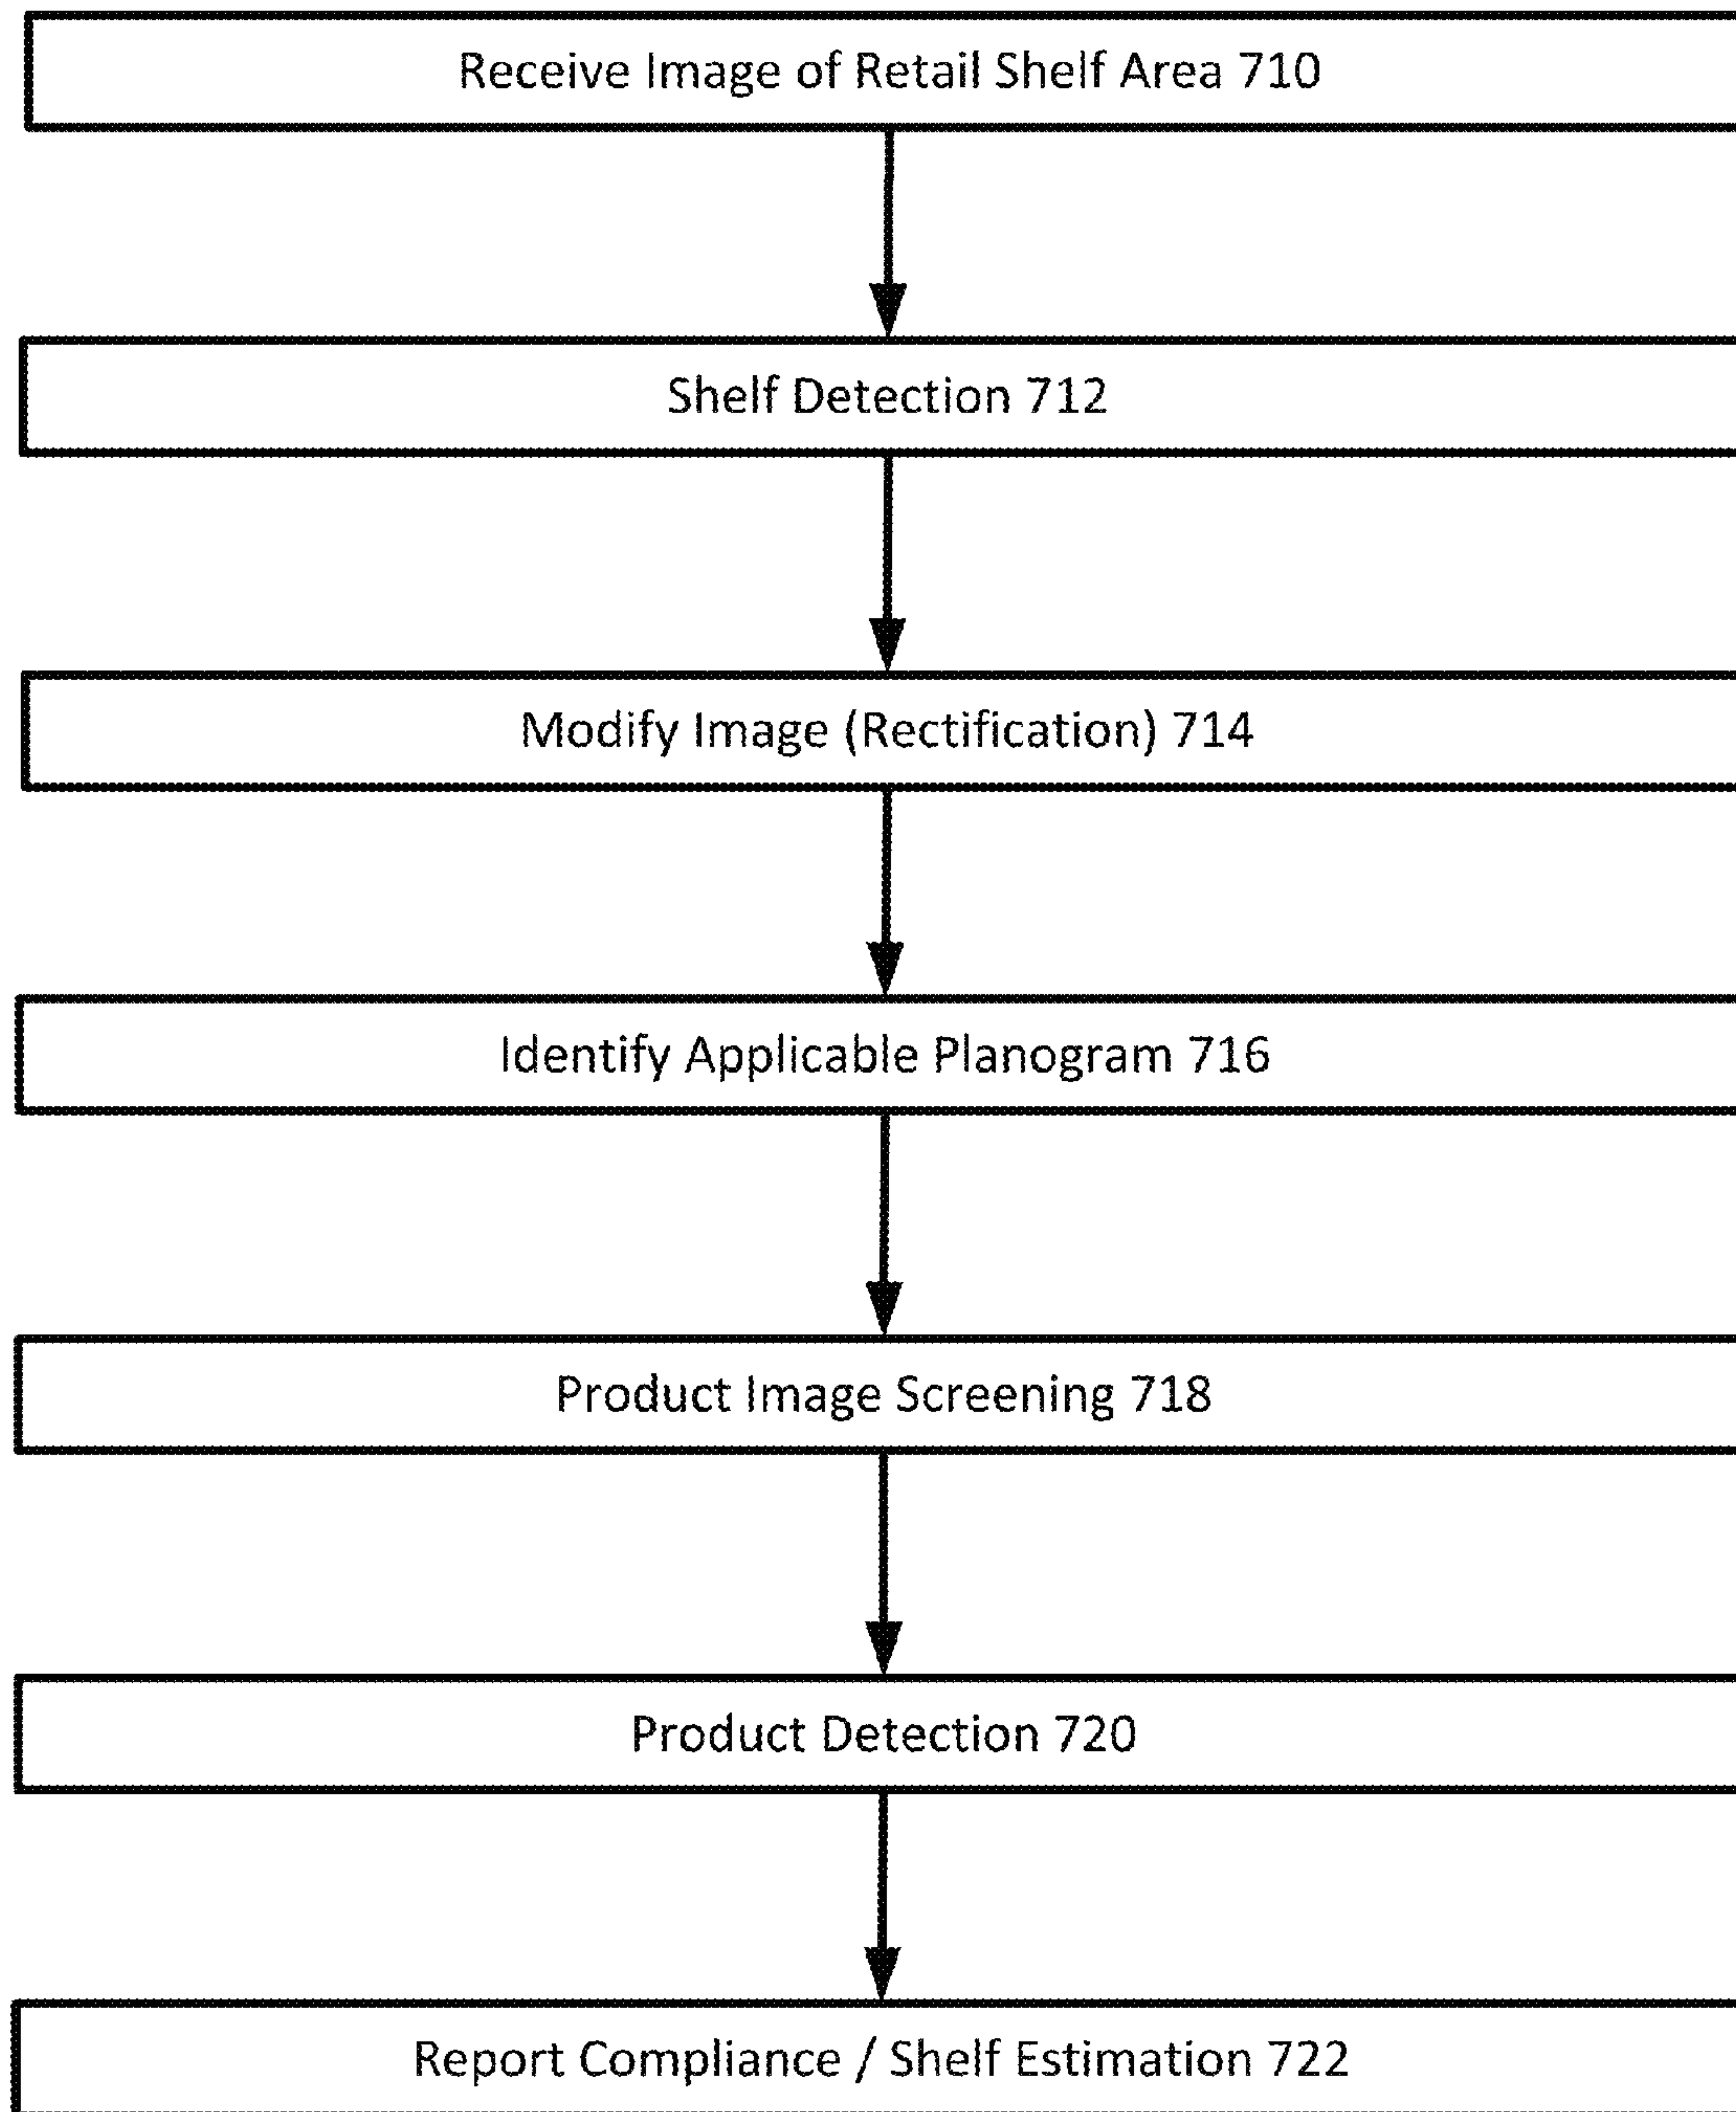 Receive Image of Retail Shelf Area 710
Shelf Detection 712
Modify Image (Rectification) 714
Identify Applicable Planogram 716
Product Image Screening 718
Product Detection 720
Report Compliance / Shelf Estimation 722